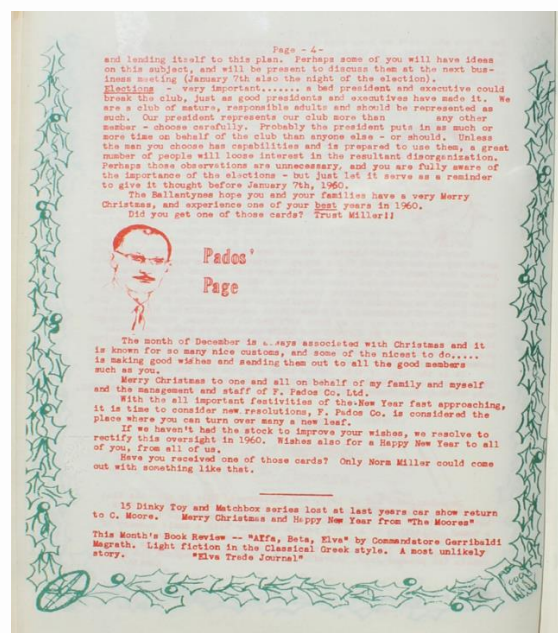 Page - 4-
and lending itself to this plan. Perhaps some of you will have ideas
on this subject, and will be present to discuss them at the next bus-
iness meeting (January 7th also the night of the election).
Elections - very important....... a bad president and executive could
break the club, just as good presidents and executives have made it. We
are a club of mature, responsible adults and should be represented as
such. Our president represents our club more than any other
member - choose carefully. Probably the president puts in as much or
more time on behalf of the club than anyone else - or should. Unless
the man you choose has capabilities and is prepared to use them, a great
number of people will loose interest in the resultant disorganization.
Perhaps those observations are unnecessary, and you are fully aware of
the importance of the elections - but just let it serve as a reminder
to give it thought before January 7th, 1960.
The Ballantynes hope you and your families have a very Merry
Christmas, and experience one of your best years in 1960.
Did you get one of those cards? Trust Miller!!
Pados'
Page
The month of December is always associated with Christmas and it
is known for so many nice customs, and some of the nicest to do.....
is making good wishes and sending them out to all the good members
such as you.
Merry Christmas to one and all on behalf of my family and myself
and the management and staff of F. Pados Co. Ltd.
With the all important festivities of the New Year fast approaching,
it is time to consider new resolutions, F. Pados Co. is considered the
place where you can turn over many a new leaf.
If we haven't had the stock to improve your wishes, we resolve to
rectify this oversight in 1960. Wishes also for a Happy New Year to all
of you, from all of us.
Have you received one of those cards? Only Norm Miller could come
out with something like that.
15 Dinky Toy and Matchbox series lost at last years car show return
to C. Moore. Merry Christmas and Happy New Year from "The Moores"
This Month's Book Review -- "Alfa, Beta, Elva" by Commandatore Gerribaldi
Magrath. Light fiction in the Classical Greek style. A most unlikely
story. "Elva Trade Journal"